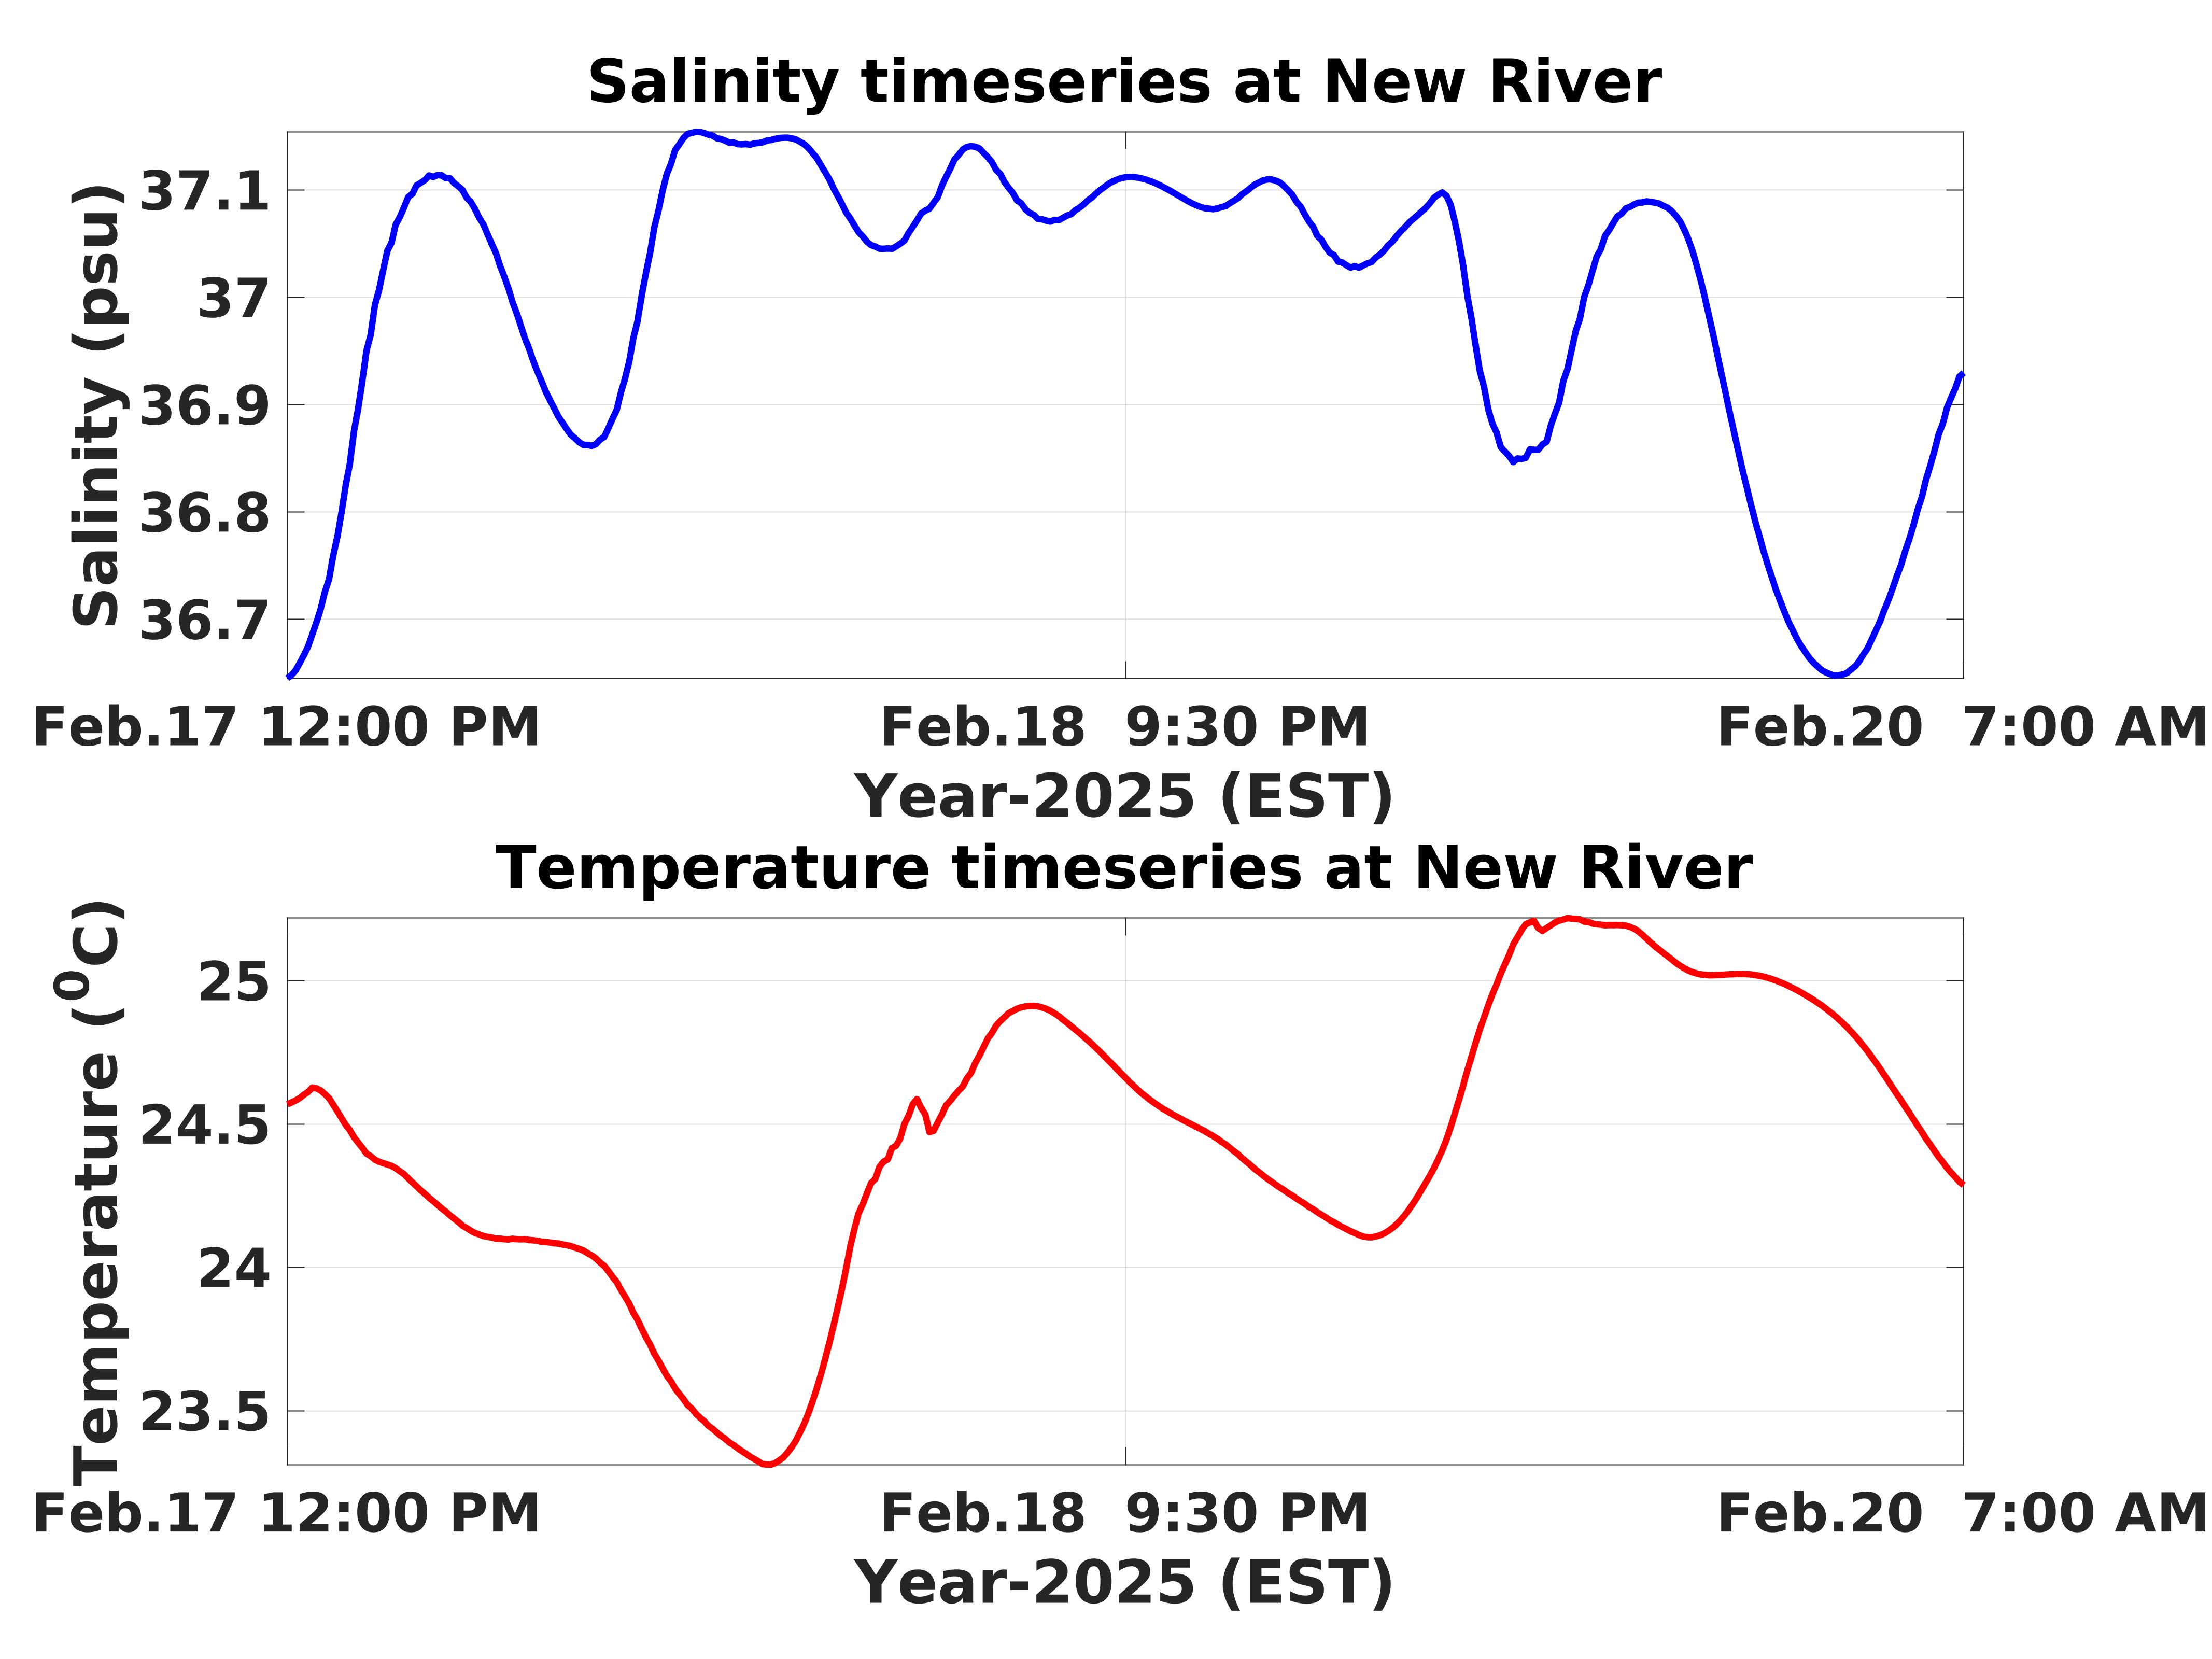 Salinity timeseries at New River
Salinity (psu)
37.1
37
36.9
36.8
36.7
Feb.17 12:00 PM
Feb.18  9:30 PM
Feb.20  7:00 AM
Year-2025 (EST)
Temperature timeseries at New River
Temperature (⁰C)
25
24.5
24
23.5
Feb.17 12:00 PM
Feb.18  9:30 PM
Feb.20  7:00 AM
Year-2025 (EST)